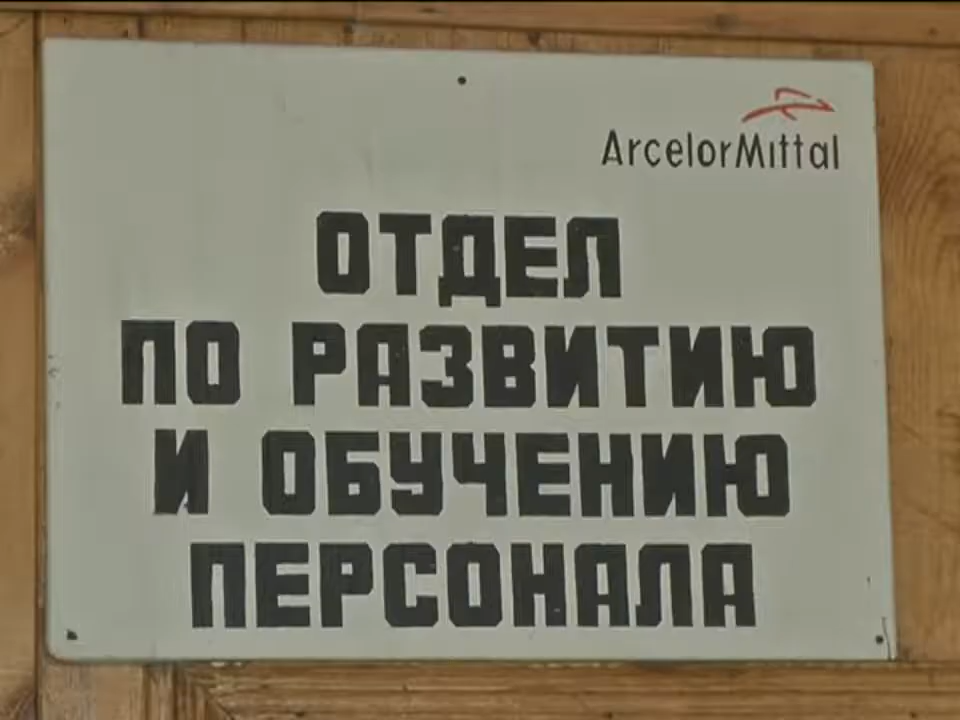 ArcelorMittal
ОТДЕЛ
ПО РАЗВИТИЮ
И ОБУЧЕНИЮ
ПЕРСОНАЛА